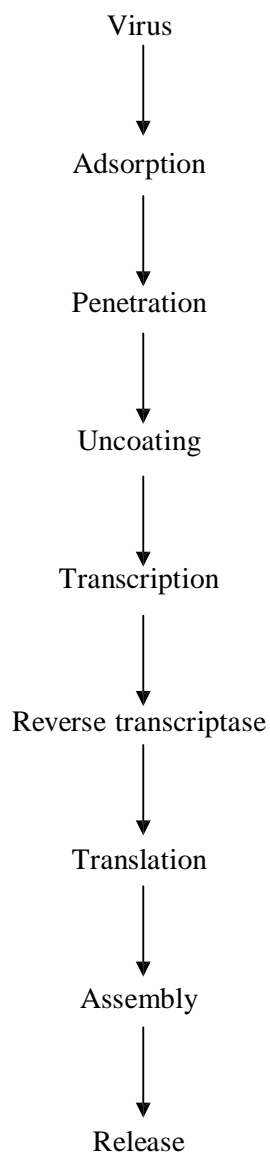 Virus
Adsorption
Penetration
Uncoating
Transcription
Reverse transcriptase
Translation
Assembly
Release